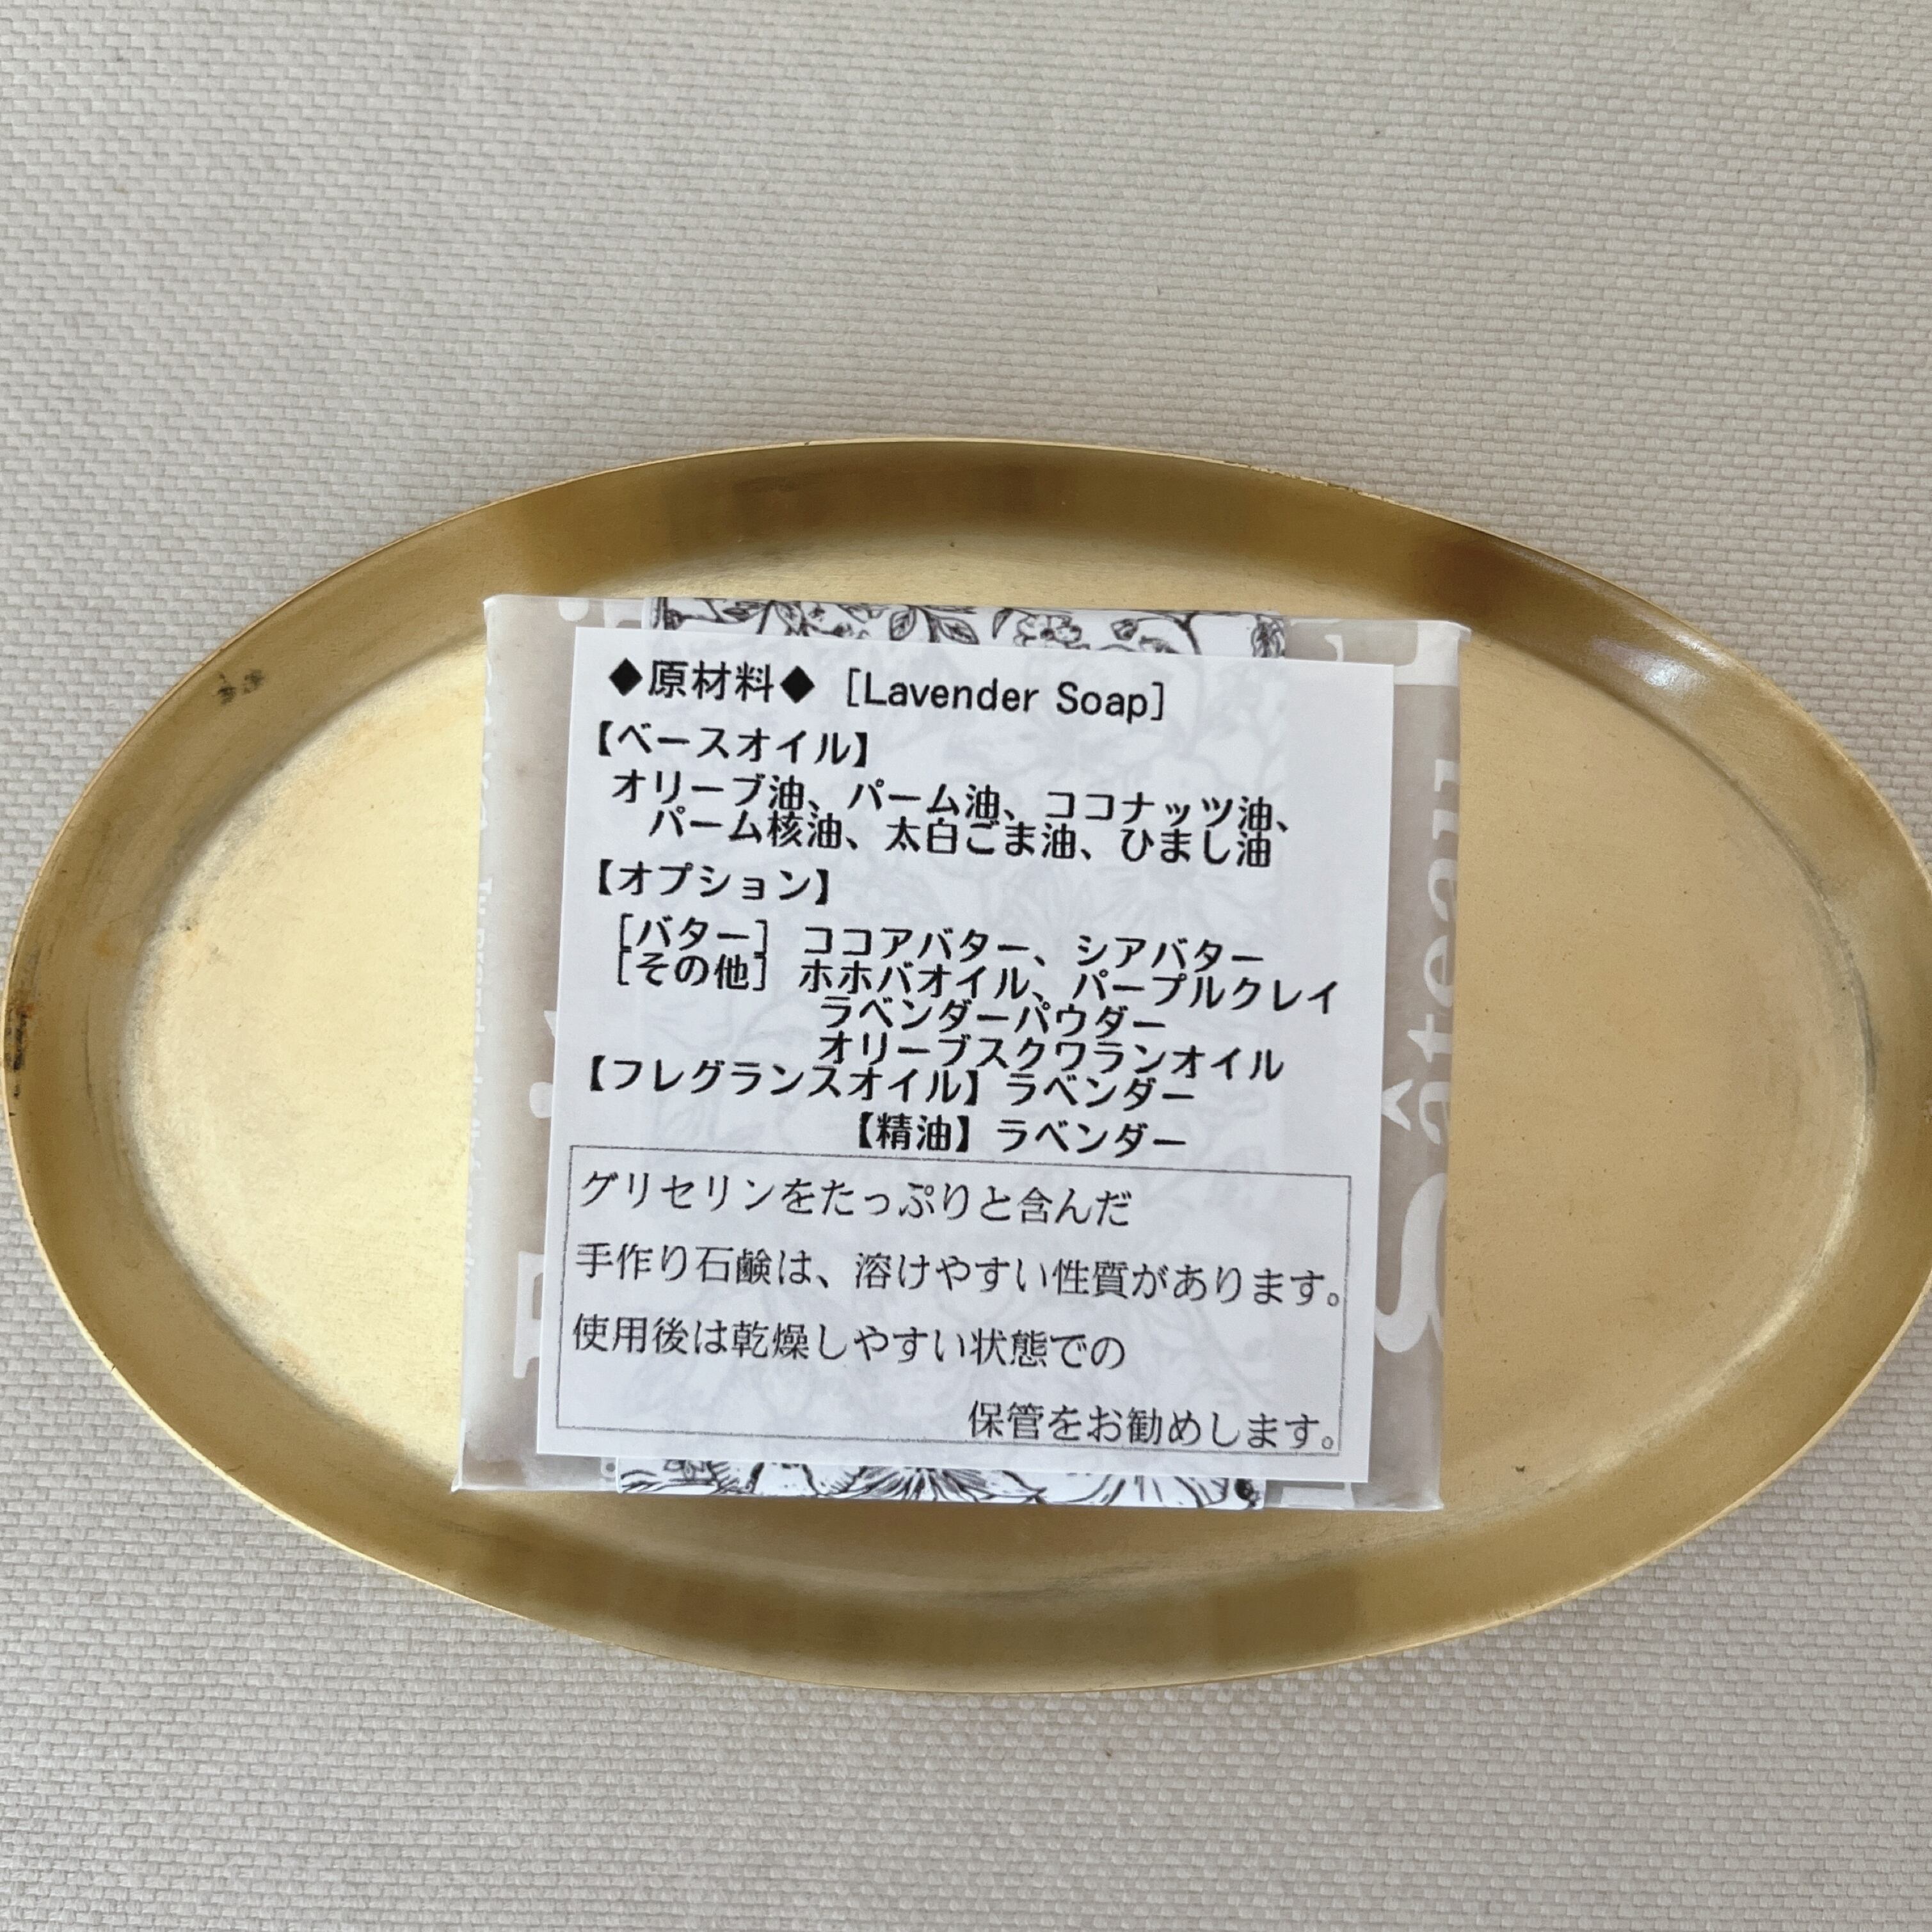 ◆原材料◆ [Lavender Soap]
【ベースオイル】
オリーブ油、パーム油、ココナッツ油、
パーム核油、太白ごま油、ひまし油
【オプション】
[バター] ココアバター、シアバター
[その他] ホホバオイル、パープルクレイ
ラベンダーパウダー
オリーブスクワランオイル
【フレグランスオイル】ラベンダー
【精油】ラベンダー
グリセリンをたっぷりと含んだ
手作り石鹸は、溶けやすい性質があります。
使用後は乾燥しやすい状態での
保管をお勧めします。
âteau